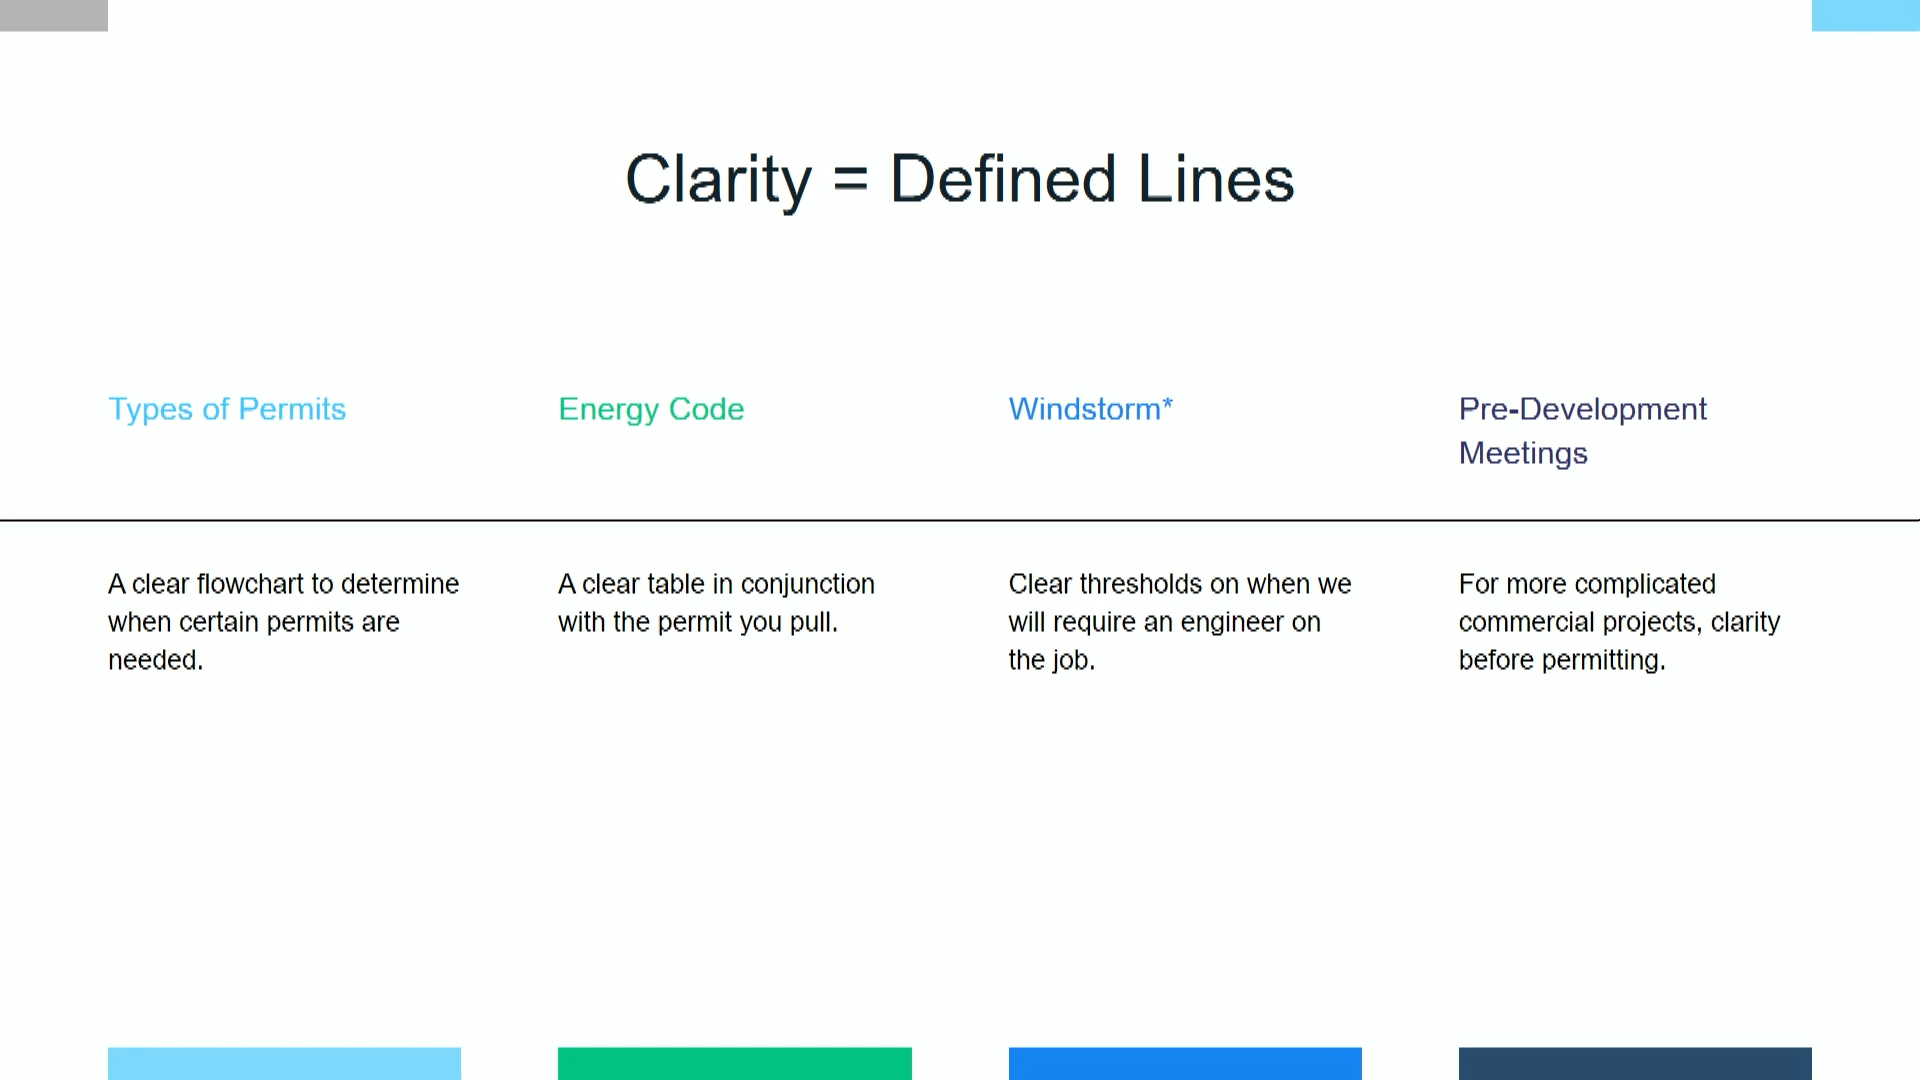 Clarity = Defined Lines
Types of Permits
Energy Code
Windstorm*
Pre-Development
Meetings
A clear flowchart to determine
when certain permits are
needed.
A clear table in conjunction
with the permit you pull.
Clear thresholds on when we
will require an engineer on
the job.
For more complicated
commercial projects, clarity
before permitting.